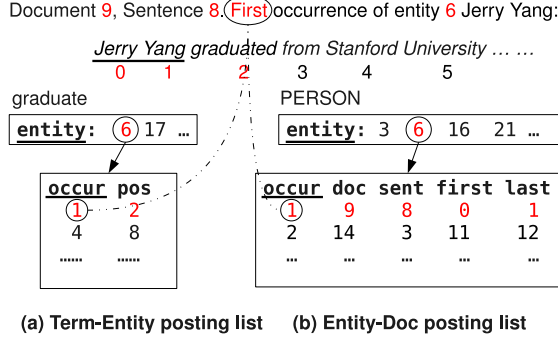 Document 9, Sentence 8. First occurrence of entity 6 Jerry Yang:
Jerry Yang graduated from Stanford University ... ...
0 1 2 3 4 5
graduate
entity: 6 17 ...
occur pos
1 2
4 8
...... ......
(a) Term-Entity posting list
PERSON
entity: 3 6 16 21 ...
occur doc sent first last
1 9 8 0 1
2 14 3 11 12
... ... ... ... ...
(b) Entity-Doc posting list